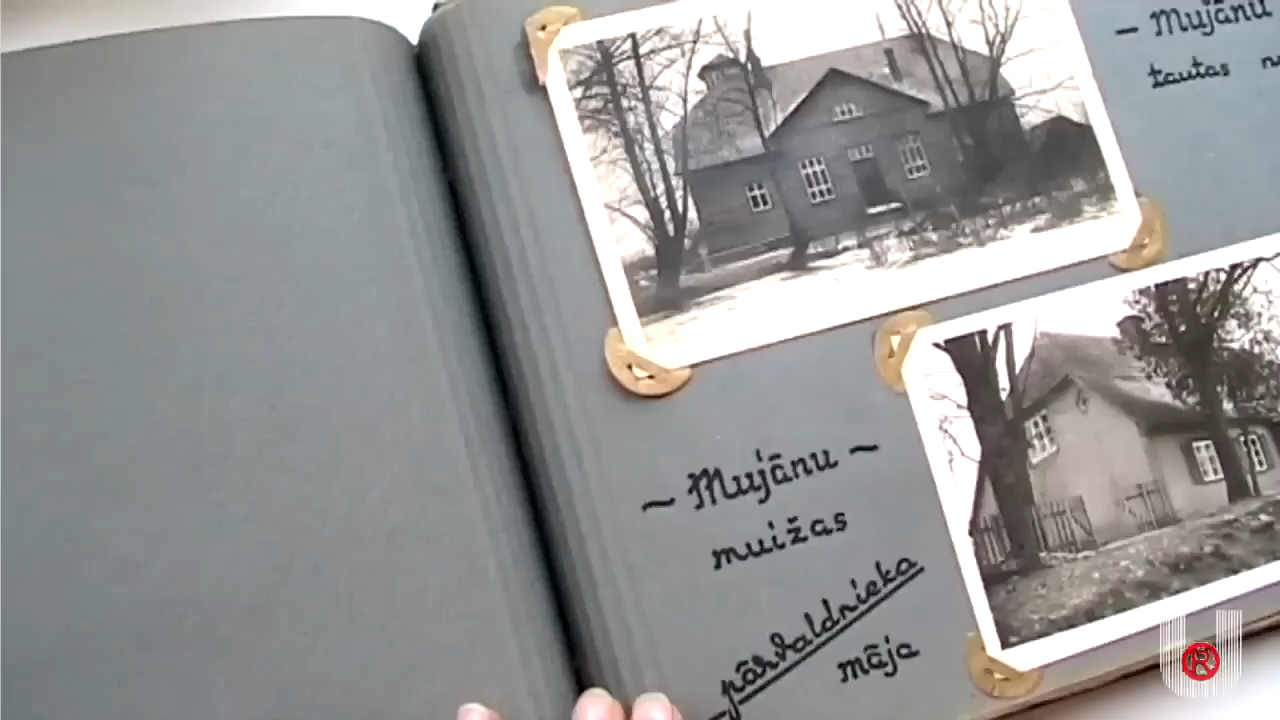 – Mujānu
tautas
– Mujānu –
muižas
pārvaldnieka
māja